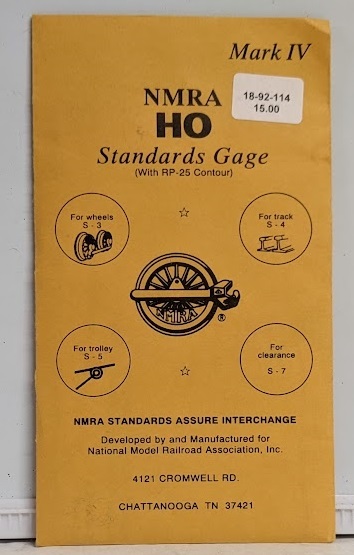 Mark IV
18-92-114
15.00
NMRA
HO
Standards Gage
(With RP-25 Contour)
For wheels
S - 3
For track
S - 4
NMRA
®
For trolley
S - 5
For
clearance
S - 7
NMRA STANDARDS ASSURE INTERCHANGE
Developed by and Manufactured for
National Model Railroad Association, Inc.
4121 CROMWELL RD.
CHATTANOOGA TN 37421